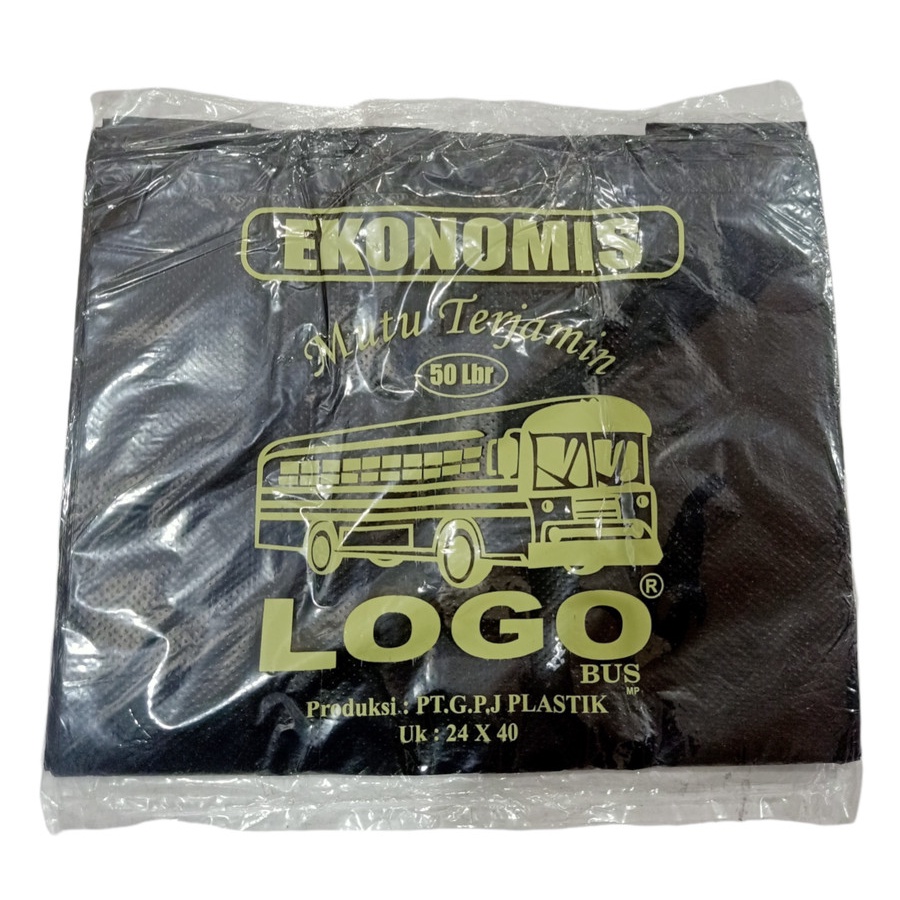 EKONOMIS
Mutu Terjamin
50 Lbr
LOGO ®
BUS
MP
Produksi : PT.G.P.J PLASTIK
Uk : 24 X 40